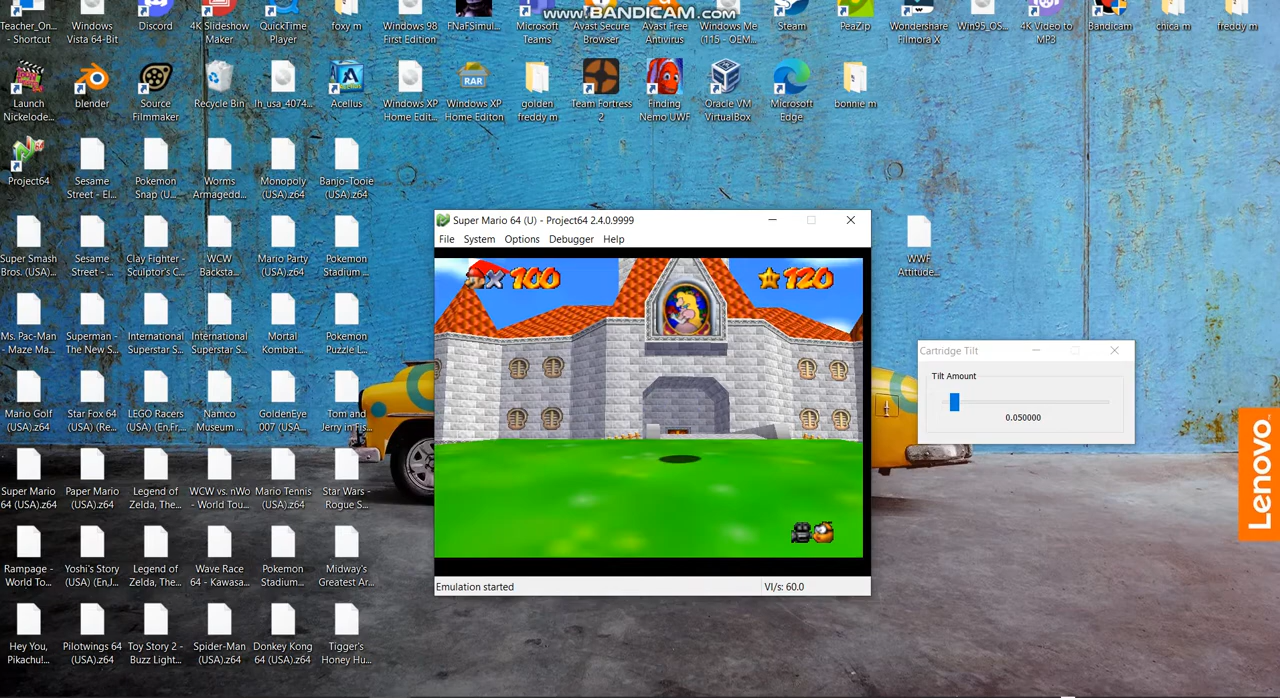 www.BANDICAM.com
Teacher_On...
- Shortcut
Windows
Vista 64-Bit
Discord
4K Slideshow
Maker
QuickTime
Player
foxy m
Windows 98
First Edition
FNaFSimul...
Microsoft
Teams
Avast Secure
Browser
Avast Free
Antivirus
Windows Me
(115 - OEM...
Steam
PeaZip
Wondershare
Filmora X
Win95_OS...
4K Video to
MP3
Bandicam
chica m
freddy m
Launch
Nickelode...
blender
Source
Filmmaker
Recycle Bin
lh_usa_4074...
Acellus
Windows XP
Home Edit...
RAR
Windows XP
Home Editon
golden
freddy m
Team Fortress
2
Finding
Nemo UWF
Oracle VM
VirtualBox
Microsoft
Edge
bonnie m
Project64
Sesame
Street - El...
Pokemon
Snap (U...
Worms
Armagedd...
Monopoly
(USA).z64
Banjo-Tooie
(USA).z64
Super Smash
Bros. (USA)...
Sesame
Street - ...
Clay Fighter -
Sculptor's C...
WCW
Backsta...
Mario Party
(USA).z64
Pokemon
Stadium ...
WWF
Attitude...
Ms. Pac-Man
- Maze Ma...
Superman -
The New S...
International
Superstar S...
International
Superstar S...
Mortal
Kombat...
Pokemon
Puzzle L...
Mario Golf
(USA).z64
Star Fox 64
(USA) (Re...
LEGO Racers
(USA) (En,Fr,...
Namco
Museum ...
GoldenEye
007 (USA...
Tom and
Jerry in Fis...
Super Mario
64 (USA).z64
Paper Mario
(USA).z64
Legend of
Zelda, The...
WCW vs. nWo
- World Tou...
Mario Tennis
(USA).z64
Star Wars -
Rogue S...
Rampage -
World To...
Yoshi's Story
(USA) (En,J...
Legend of
Zelda, The...
Wave Race
64 - Kawasa...
Pokemon
Stadium...
Midway's
Greatest Ar...
Hey You,
Pikachu!...
Pilotwings 64
(USA).z64
Toy Story 2 -
Buzz Light...
Spider-Man
(USA).z64
Donkey Kong
64 (USA).z64
Tigger's
Honey Hu...
Super Mario 64 (U) - Project64 2.4.0.9999
File System Options Debugger Help
×100
×120
Emulation started
VI/s: 60.0
Cartridge Tilt
Tilt Amount
0.050000
Lenovo